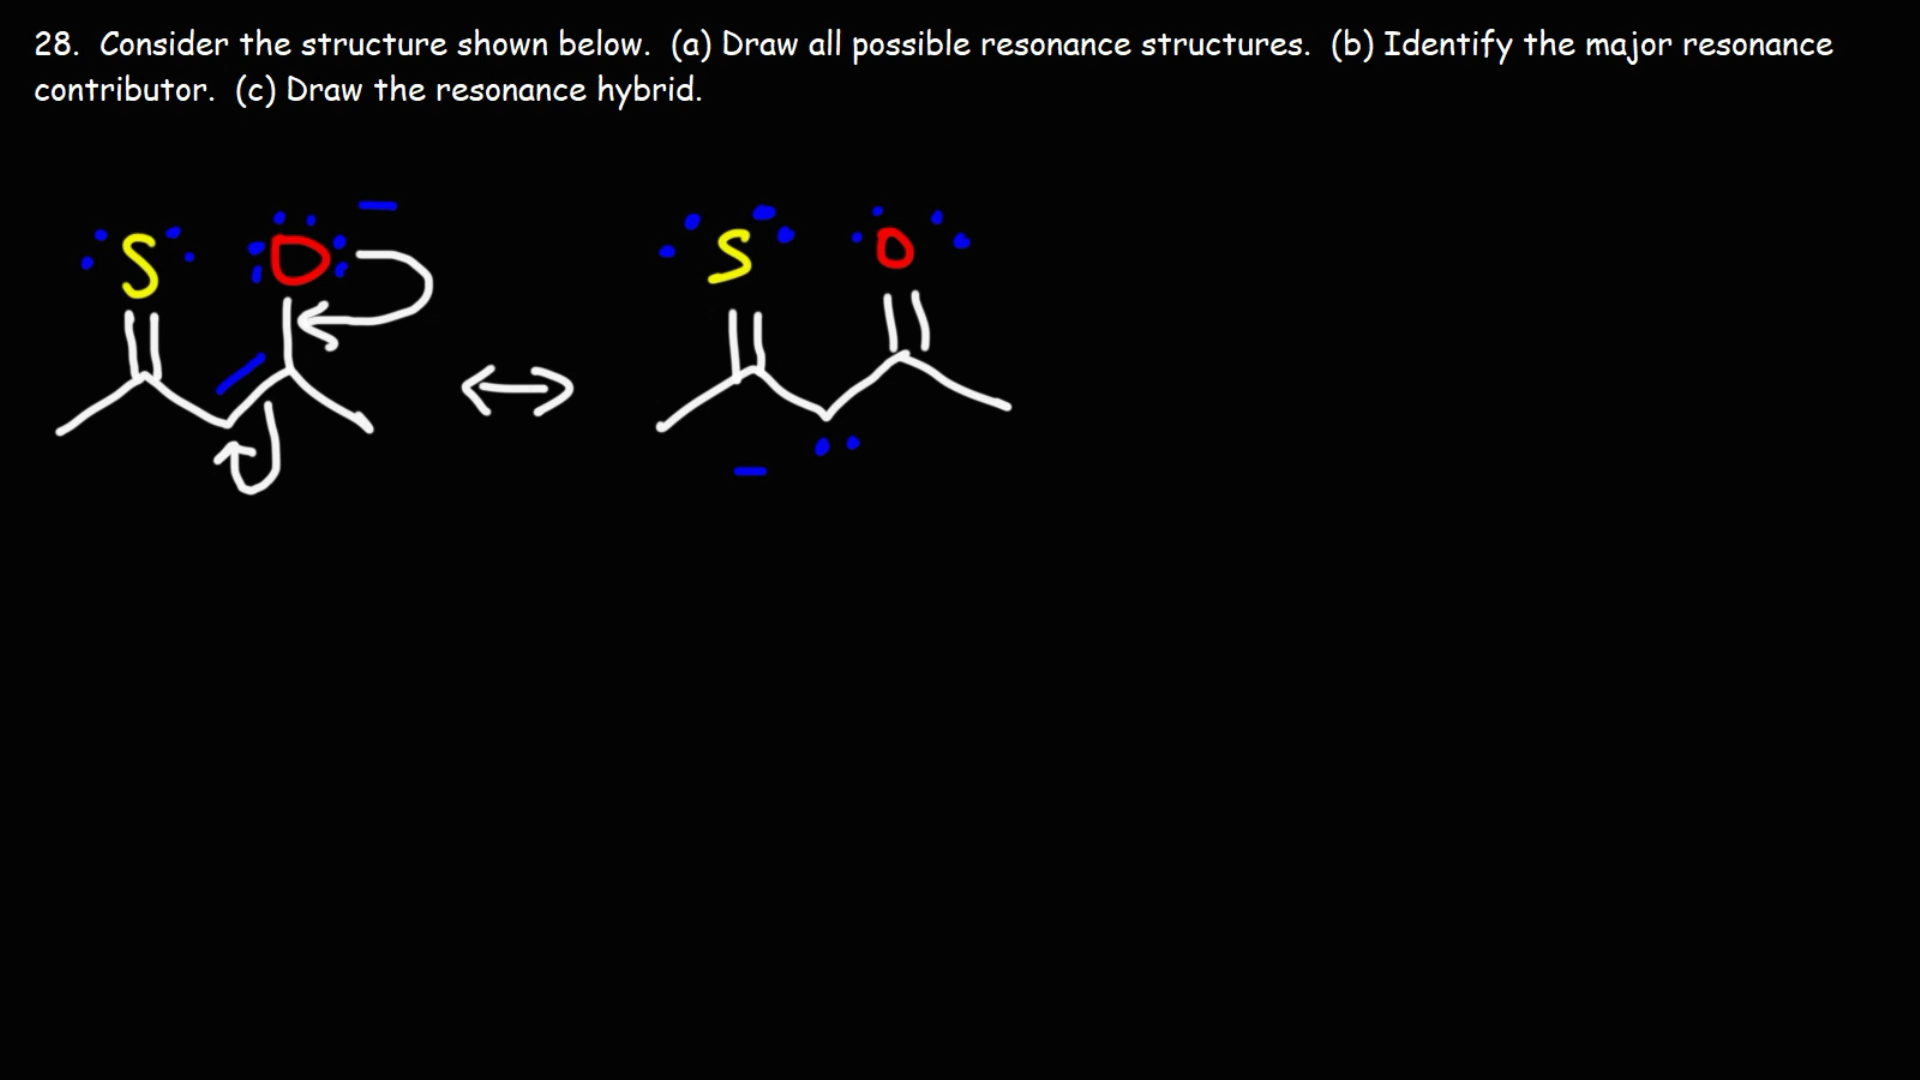 28. Consider the structure shown below. (a) Draw all possible resonance structures. (b) Identify the major resonance
contributor. (c) Draw the resonance hybrid.
S O −
S O
−